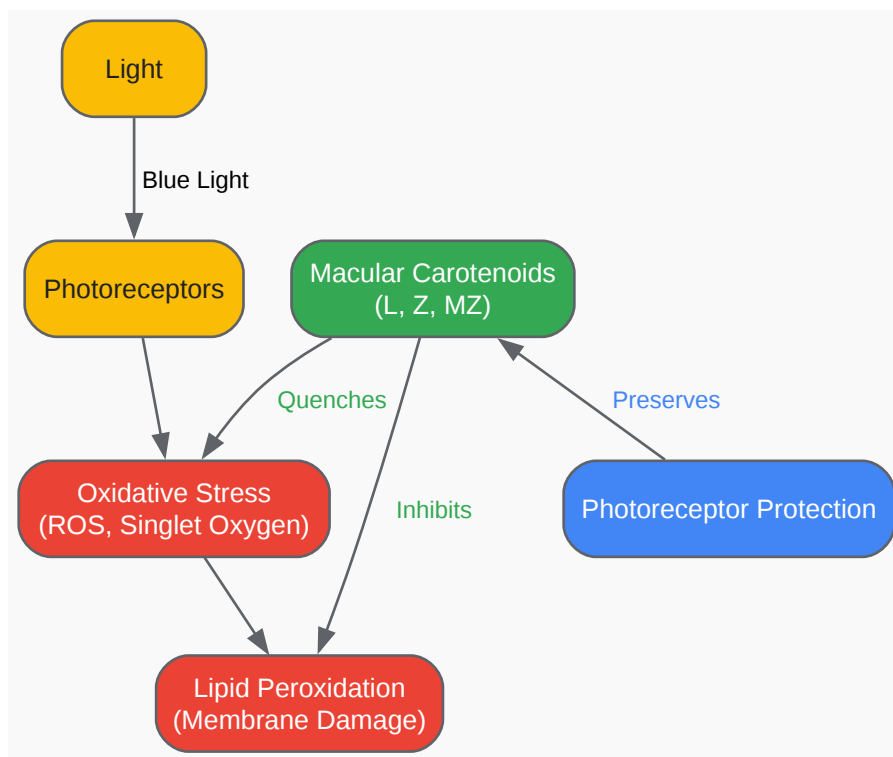 Light
Blue Light
Photoreceptors
Macular Carotenoids
(L, Z, MZ)
Quenches
Preserves
Oxidative Stress
(ROS, Singlet Oxygen)
Inhibits
Photoreceptor Protection
Lipid Peroxidation
(Membrane Damage)